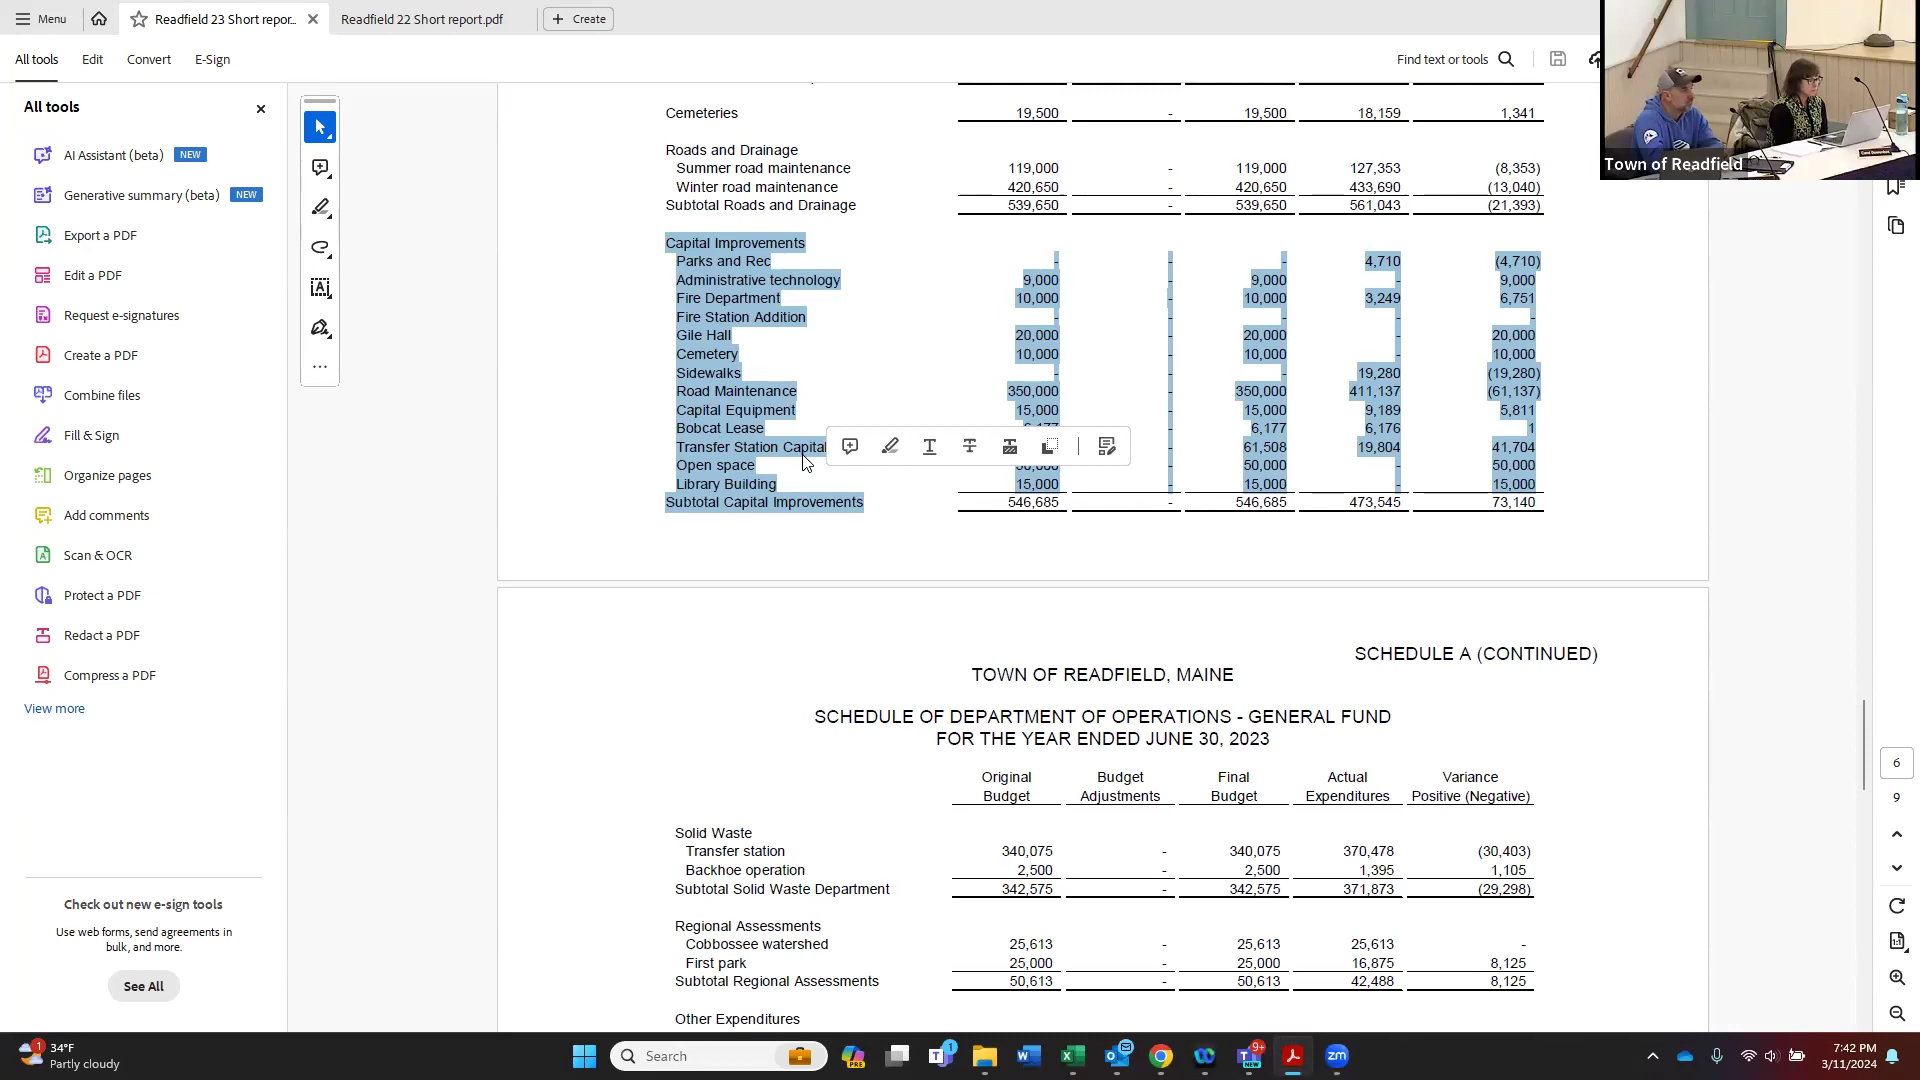 Menu
Readfield 23 Short repor...
Readfield 22 Short report.pdf
Create
All tools Edit Convert E-Sign
Find text or tools
All tools
AI Assistant (beta) NEW
Generative summary (beta) NEW
Export a PDF
Edit a PDF
Request e-signatures
Create a PDF
Combine files
Fill & Sign
Organize pages
Add comments
Scan & OCR
Protect a PDF
Redact a PDF
Compress a PDF
View more
Check out new e-sign tools
Use web forms, send agreements in
bulk, and more.
See All
Cemeteries 19,500 - 19,500 18,159 1,341
Roads and Drainage
Summer road maintenance 119,000 - 119,000 127,353 (8,353)
Winter road maintenance 420,650 - 420,650 433,690 (13,040)
Subtotal Roads and Drainage 539,650 - 539,650 561,043 (21,393)
Capital Improvements
Parks and Rec - - - 4,710 (4,710)
Administrative technology 9,000 - 9,000 - 9,000
Fire Department 10,000 - 10,000 3,249 6,751
Fire Station Addition - - - - -
Gile Hall 20,000 - 20,000 - 20,000
Cemetery 10,000 - 10,000 - 10,000
Sidewalks - - - 19,280 (19,280)
Road Maintenance 350,000 - 350,000 411,137 (61,137)
Capital Equipment 15,000 - 15,000 9,189 5,811
Bobcat Lease - 6,177 6,176 1
Transfer Station Capital 61,508 19,804 41,704
Open space - 50,000 - 50,000
Library Building 15,000 - 15,000 - 15,000
Subtotal Capital Improvements 546,685 - 546,685 473,545 73,140
SCHEDULE A (CONTINUED)
TOWN OF READFIELD, MAINE
SCHEDULE OF DEPARTMENT OF OPERATIONS - GENERAL FUND
FOR THE YEAR ENDED JUNE 30, 2023
Original Budget Final Actual Variance
Budget Adjustments Budget Expenditures Positive (Negative)
Solid Waste
Transfer station 340,075 - 340,075 370,478 (30,403)
Backhoe operation 2,500 - 2,500 1,395 1,105
Subtotal Solid Waste Department 342,575 - 342,575 371,873 (29,298)
Regional Assessments
Cobbossee watershed 25,613 - 25,613 25,613 -
First park 25,000 - 25,000 16,875 8,125
Subtotal Regional Assessments 50,613 - 50,613 42,488 8,125
Other Expenditures
Town of Readfield
6
9
1
34°F
Partly cloudy
Search
PRE
1
9+
NEW
zm
7:42 PM
3/11/2024